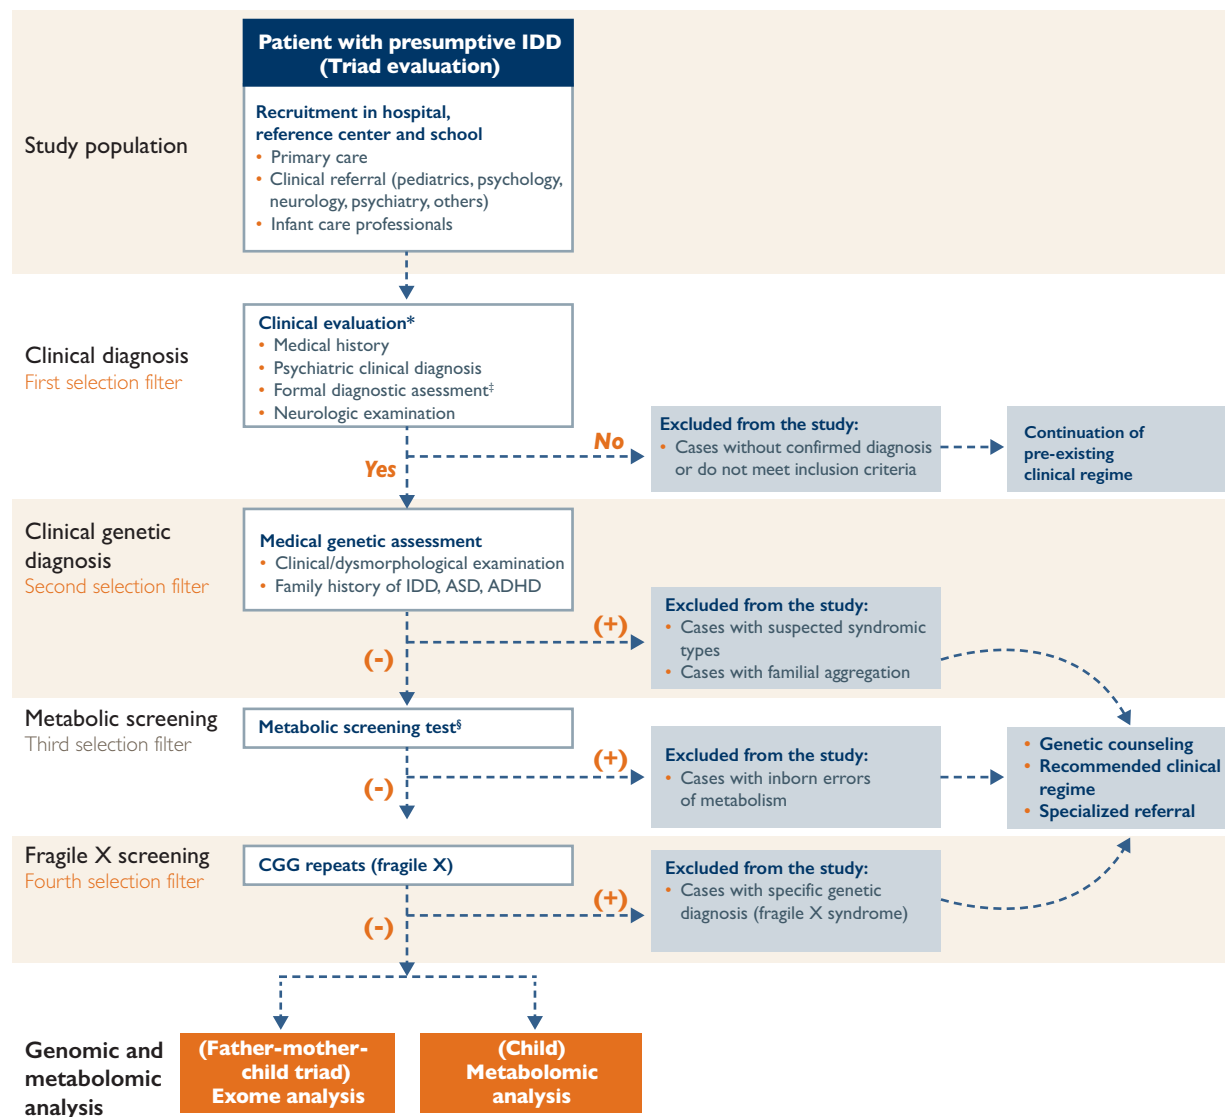 Patient with presumptive IDD
(Triad evaluation)
Study population
Recruitment in hospital,
reference center and school
• Primary care
• Clinical referral (pediatrics, psychology,
neurology, psychiatry, others)
• Infant care professionals
Clinical diagnosis
First selection filter
Clinical evaluation*
• Medical history
• Psychiatric clinical diagnosis
• Formal diagnostic asessment‡
• Neurologic examination
No
Yes
Excluded from the study:
• Cases without confirmed diagnosis
or do not meet inclusion criteria
Continuation of
pre-existing
clinical regime
Clinical genetic
diagnosis
Second selection filter
Medical genetic assessment
• Clinical/dysmorphological examination
• Family history of IDD, ASD, ADHD
(+)
(-)
Excluded from the study:
• Cases with suspected syndromic
types
• Cases with familial aggregation
Metabolic screening
Third selection filter
Metabolic screening test§
(+)
(-)
Excluded from the study:
• Cases with inborn errors
of metabolism
• Genetic counseling
• Recommended clinical
regime
• Specialized referral
Fragile X screening
Fourth selection filter
CGG repeats (fragile X)
(+)
(-)
Excluded from the study:
• Cases with specific genetic
diagnosis (fragile X syndrome)
Genomic and
metabolomic
analysis
(Father-mother-
child triad)
Exome analysis
(Child)
Metabolomic
analysis